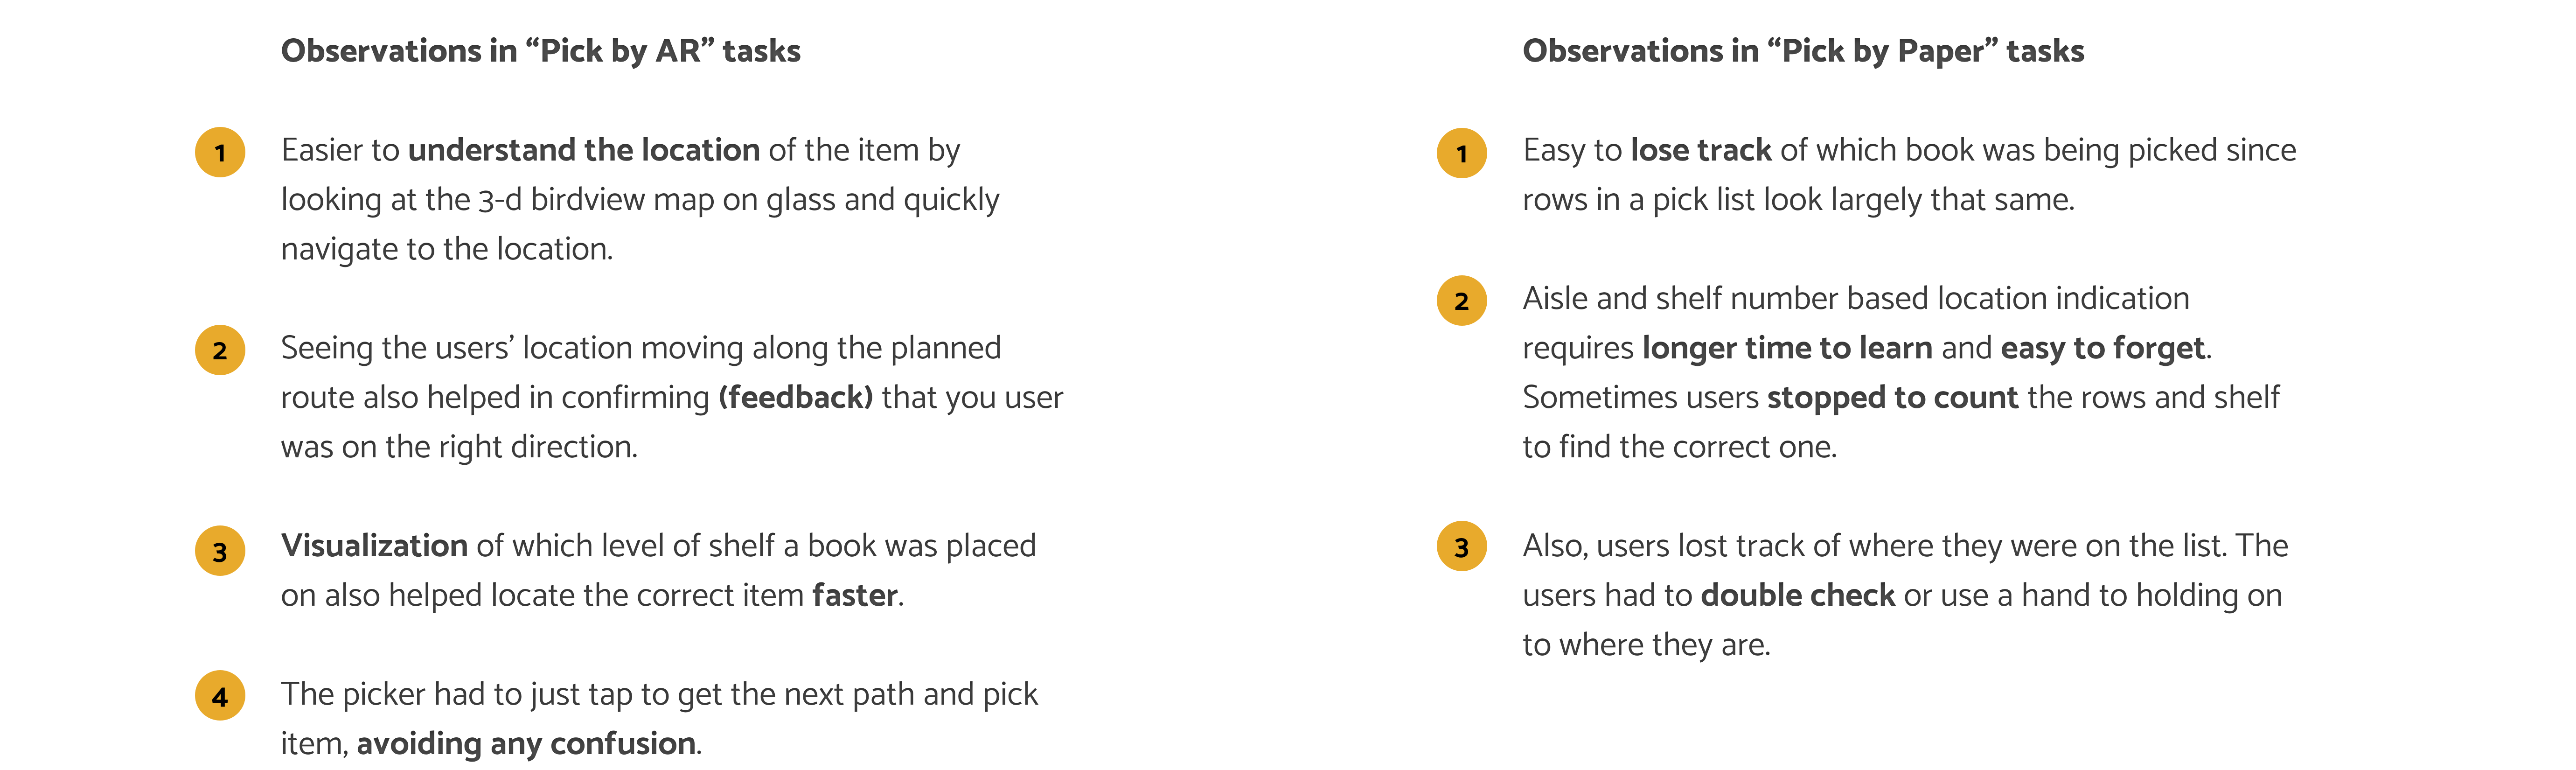 Observations in “Pick by AR” tasks
1
Easier to understand the location of the item by
looking at the 3-d birdview map on glass and quickly
navigate to the location.
2
Seeing the users’ location moving along the planned
route also helped in confirming (feedback) that you user
was on the right direction.
3
Visualization of which level of shelf a book was placed
on also helped locate the correct item faster.
4
The picker had to just tap to get the next path and pick
item, avoiding any confusion.
Observations in “Pick by Paper” tasks
1
Easy to lose track of which book was being picked since
rows in a pick list look largely that same.
2
Aisle and shelf number based location indication
requires longer time to learn and easy to forget.
Sometimes users stopped to count the rows and shelf
to find the correct one.
3
Also, users lost track of where they were on the list. The
users had to double check or use a hand to holding on
to where they are.